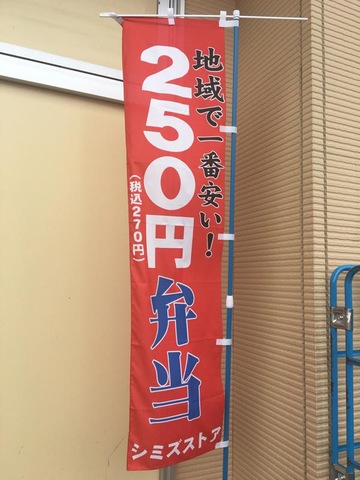 地域で一番安い!
250円
(税込270円)
弁当
シミズストア